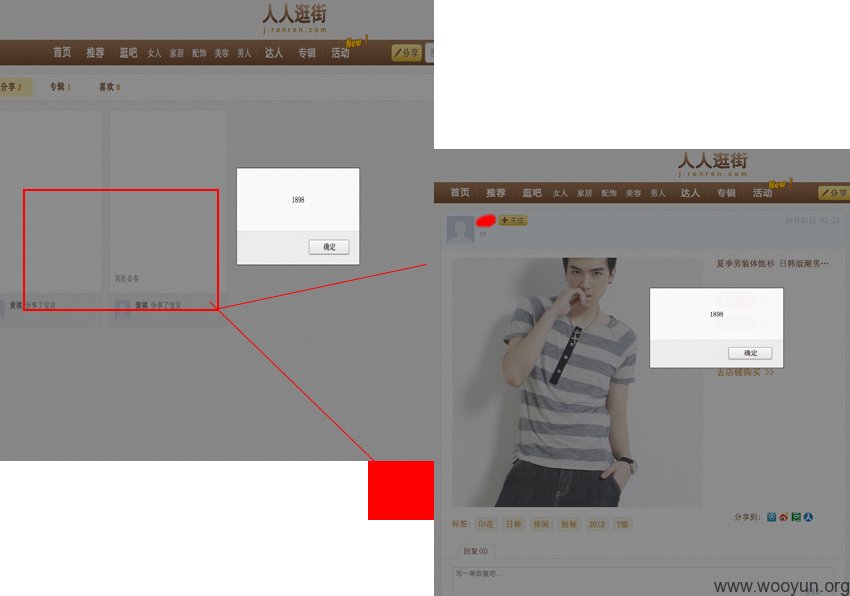 人人逛街
j.renren.com
首页 推荐 逛吧 女人 家居 配饰 美容 男人 达人 专辑 活动 New! 分享
分享 2 专辑 1 喜欢 0
1898
确定
高射必备
黄棋 分享了宝贝
黄棋 分享了宝贝
人人逛街
j.renren.com
首页 推荐 逛吧 女人 家居 配饰 美容 男人 达人 专辑 活动 New! 分享
+关注
08月31日 03:13
ye
夏季男装体恤衫 日韩版潮男…
1898
确定
去店铺购买 >>
分享到:
标签: 印花 日韩 休闲 短袖 2012 T恤
回复(0)
写一条回复吧...
www.wooyun.org